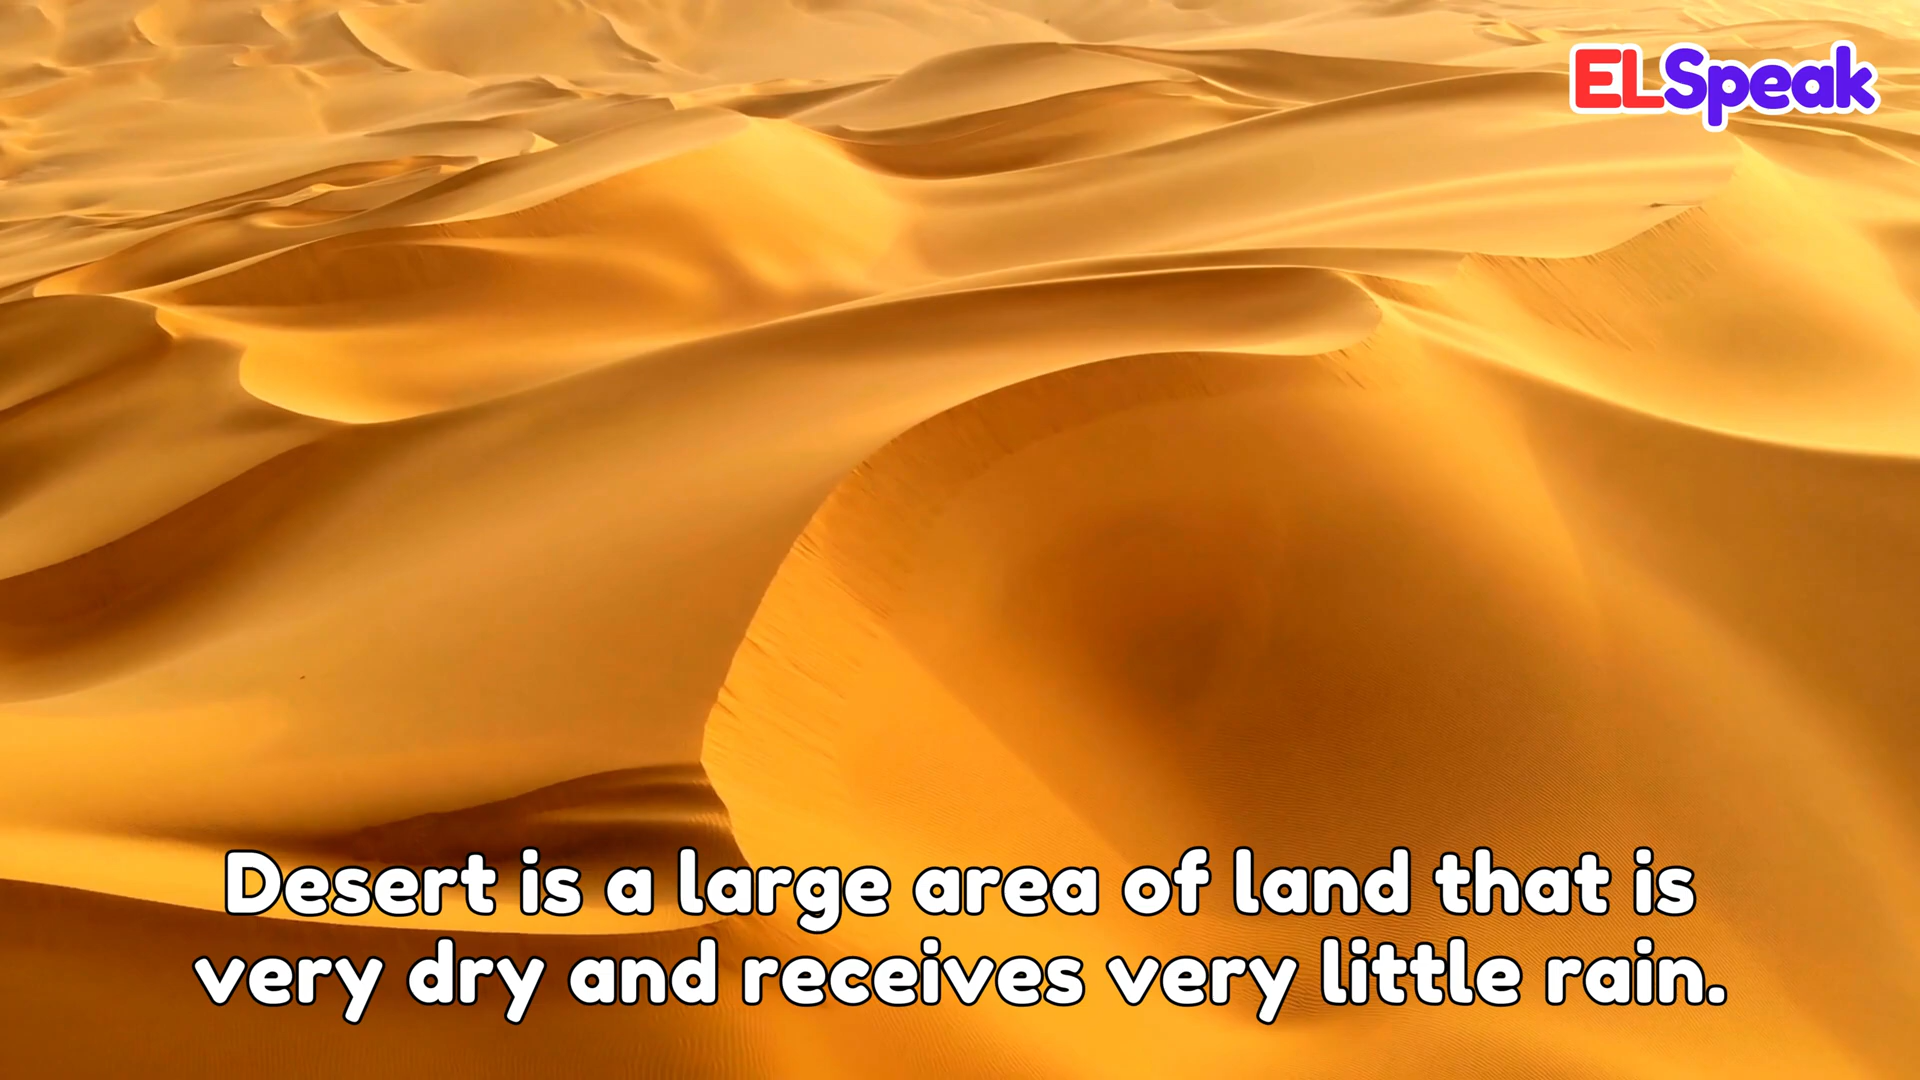 ELSpeak
Desert is a large area of land that is
very dry and receives very little rain.